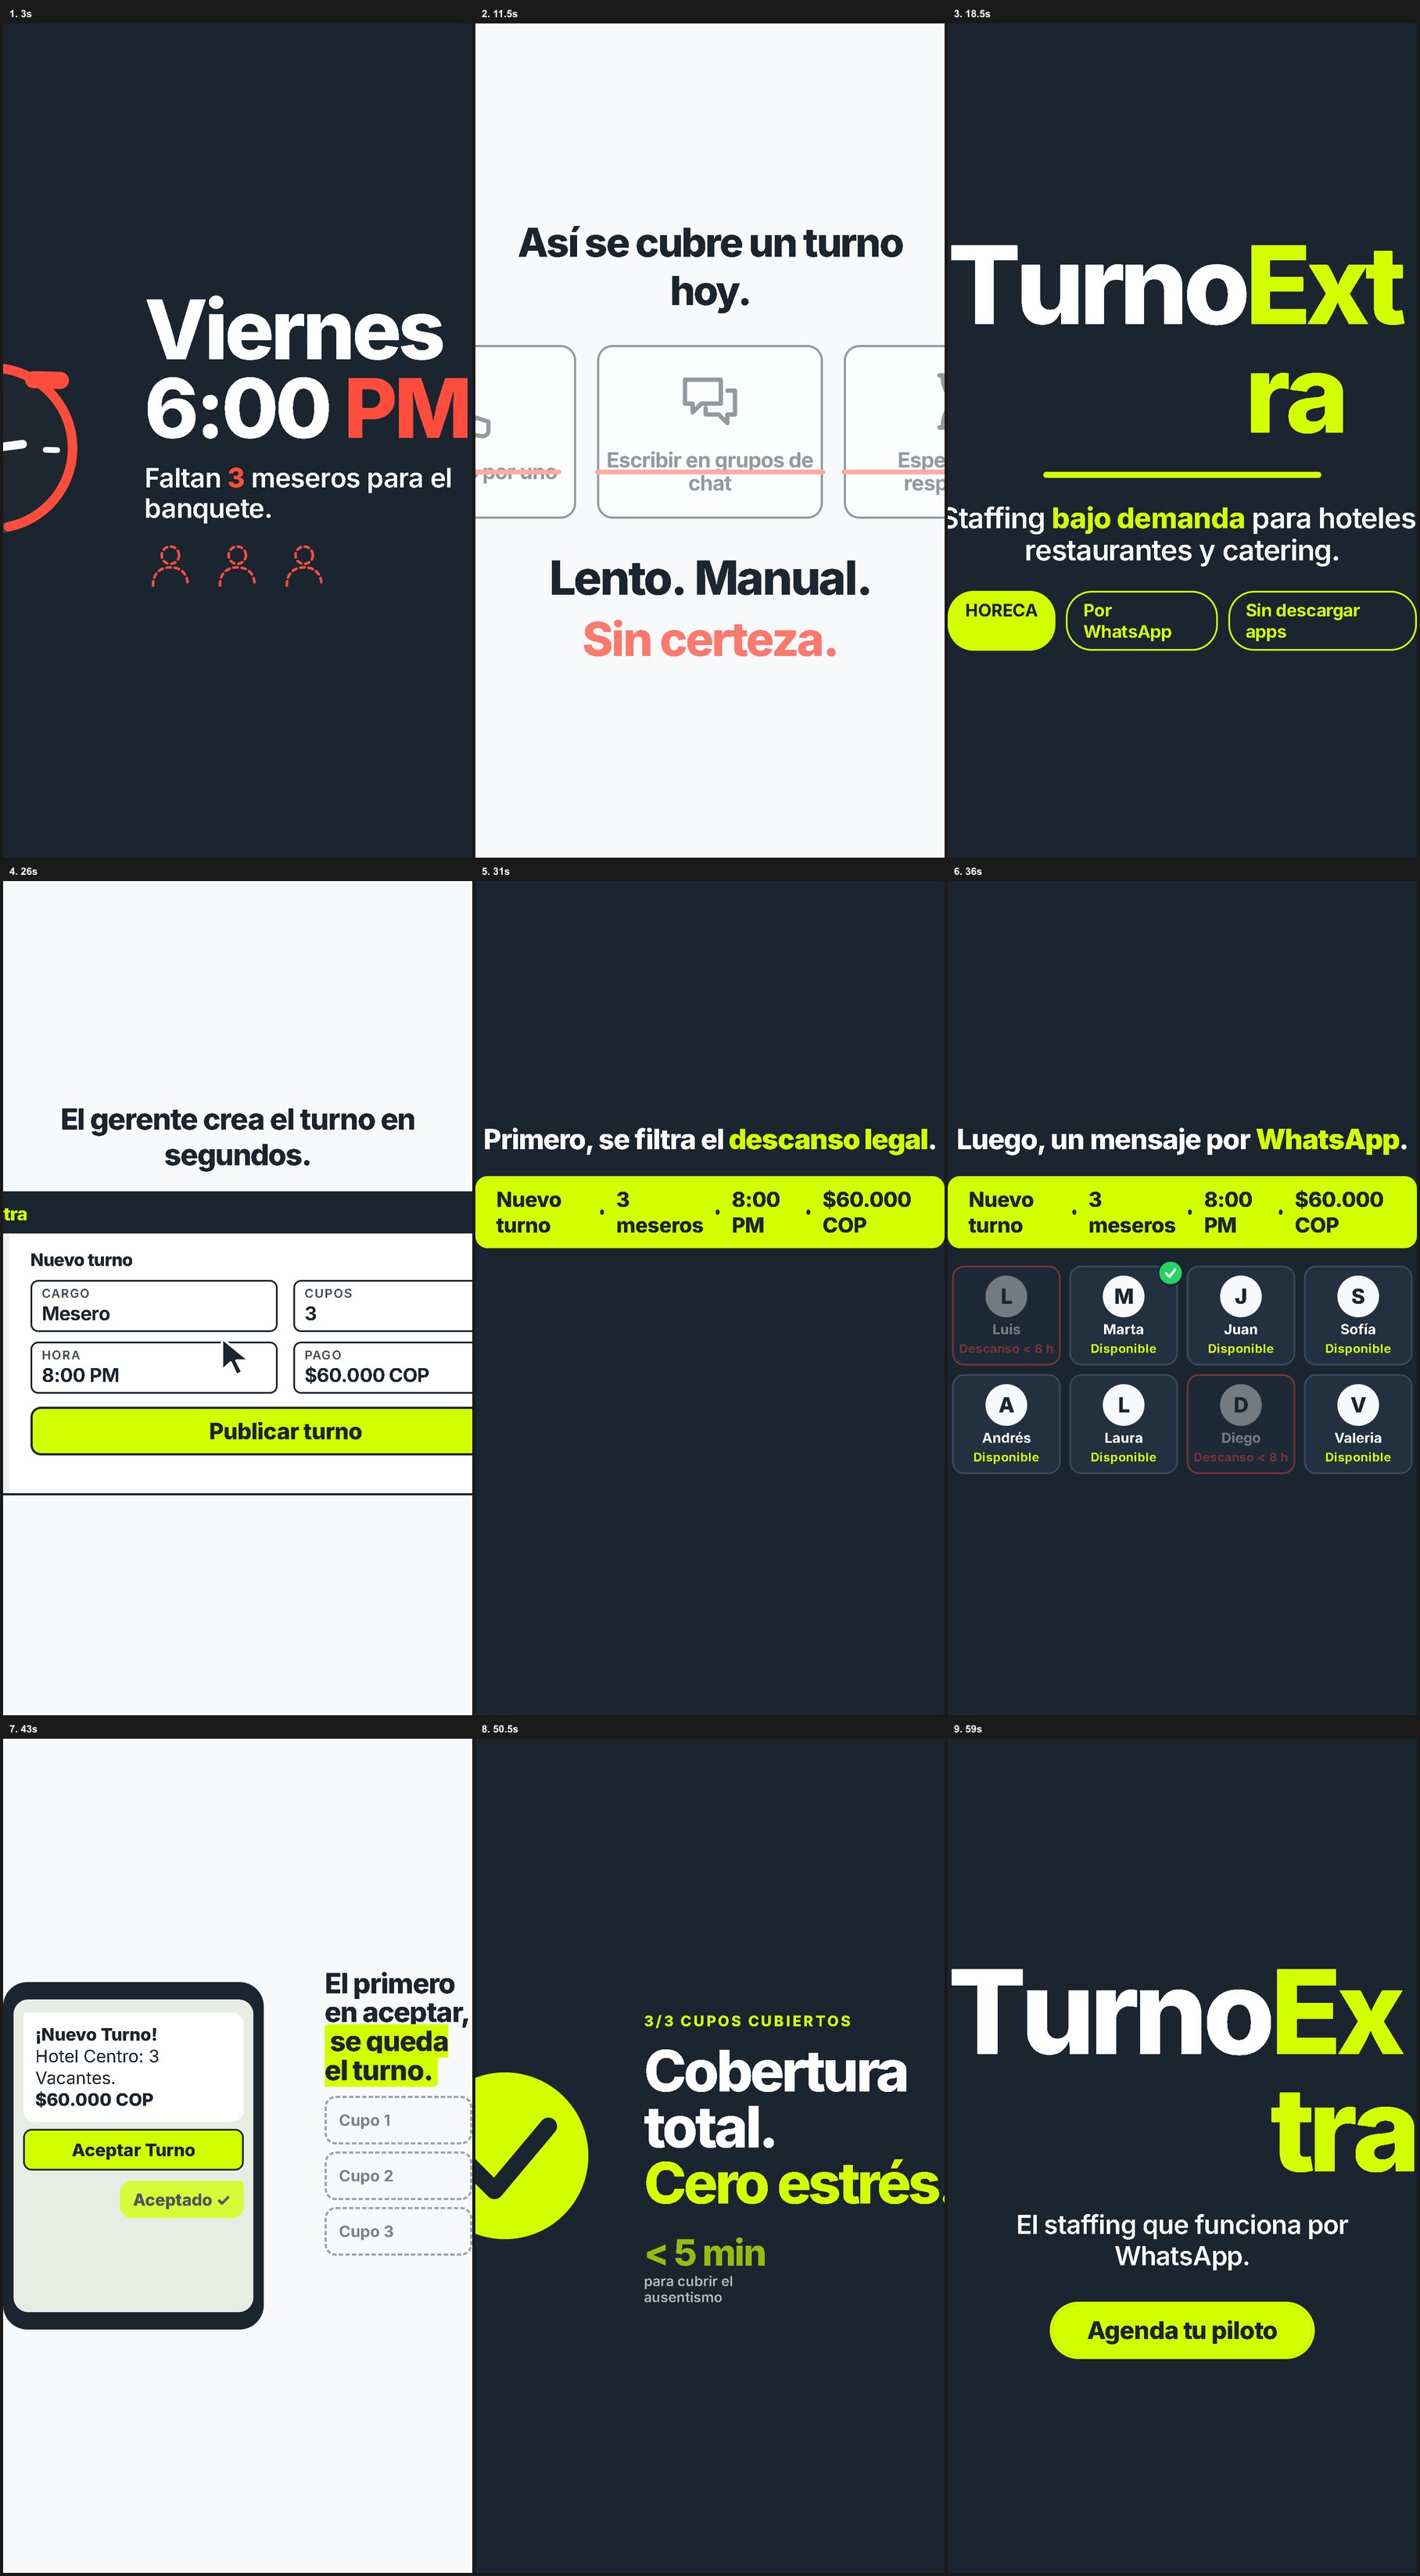 1. 3s
Viernes
6:00 PM
Faltan 3 meseros para el
banquete.
2. 11.5s
Así se cubre un turno
hoy.
por uno
Escribir en grupos de
chat
Espe
resp
Lento. Manual.
Sin certeza.
3. 18.5s
TurnoExt
ra
Staffing bajo demanda para hoteles
restaurantes y catering.
HORECA
Por
WhatsApp
Sin descargar
apps
4. 26s
El gerente crea el turno en
segundos.
tra
Nuevo turno
CARGO
Mesero
CUPOS
3
HORA
8:00 PM
PAGO
$60.000 COP
Publicar turno
5. 31s
Primero, se filtra el descanso legal.
Nuevo
turno
·
3
meseros
·
8:00
PM
·
$60.000
COP
6. 36s
Luego, un mensaje por WhatsApp.
Nuevo
turno
·
3
meseros
·
8:00
PM
·
$60.000
COP
L
Luis
Descanso < 8 h
M
Marta
Disponible
J
Juan
Disponible
S
Sofía
Disponible
A
Andrés
Disponible
L
Laura
Disponible
D
Diego
Descanso < 8 h
V
Valeria
Disponible
7. 43s
¡Nuevo Turno!
Hotel Centro: 3
Vacantes.
$60.000 COP
Aceptar Turno
Aceptado ✓
El primero
en aceptar,
se queda
el turno.
Cupo 1
Cupo 2
Cupo 3
8. 50.5s
3/3 CUPOS CUBIERTOS
Cobertura
total.
Cero estrés.
< 5 min
para cubrir el
ausentismo
9. 59s
TurnoEx
tra
El staffing que funciona por
WhatsApp.
Agenda tu piloto